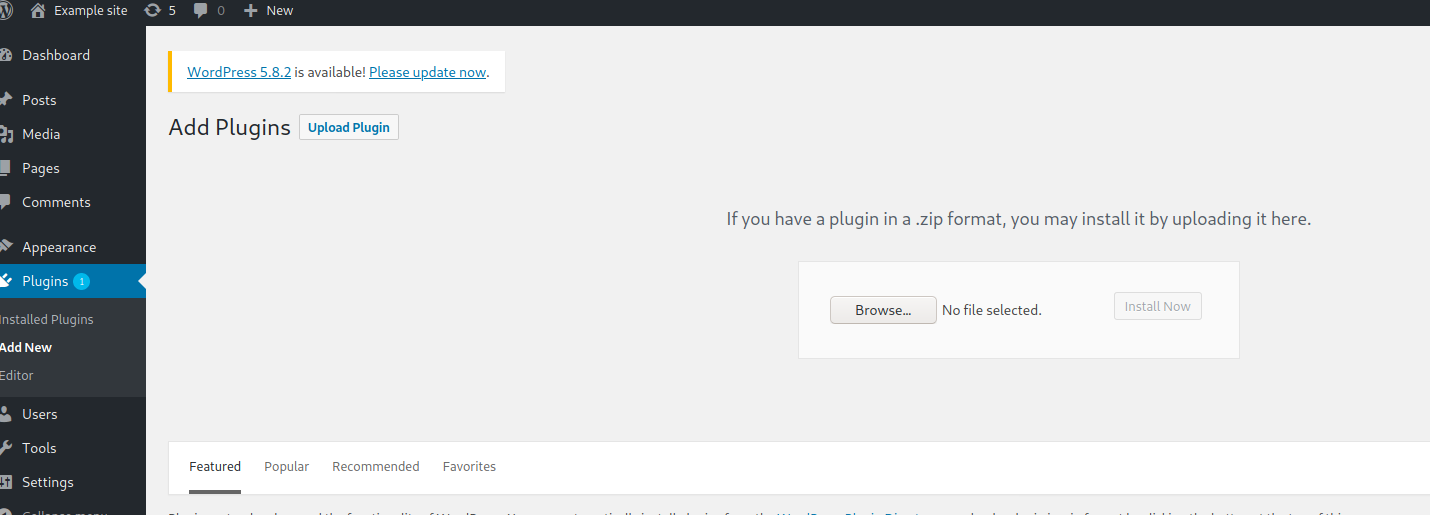 Example site 5 0 New
Dashboard
Posts
Media
Pages
Comments
Appearance
Plugins 1
Installed Plugins
Add New
Editor
Users
Tools
Settings
Collapse menu
WordPress 5.8.2 is available! Please update now.
Add Plugins Upload Plugin
If you have a plugin in a .zip format, you may install it by uploading it here.
Browse... No file selected. Install Now
Featured Popular Recommended Favorites